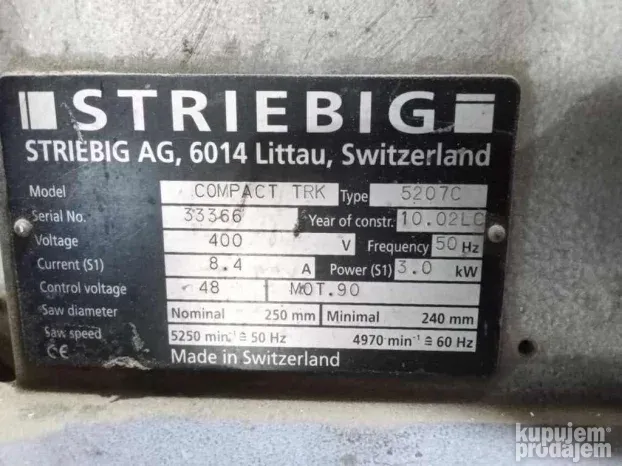 STRIEBIG
STRIEBIG AG, 6014 Littau, Switzerland
Model COMPACT TRK Type 5207C
Serial No. 33366 Year of constr. 10.02LC
Voltage 400 V Frequency 50 Hz
Current (S1) 8.4 A Power (S1) 3.0 kW
Control voltage 48 MOT.90
Saw diameter Nominal 250 mm Minimal 240 mm
Saw speed 5250 min⁻¹ ≙ 50 Hz 4970 min⁻¹ ≙ 60 Hz
CE Made in Switzerland
kupujem
prodajem